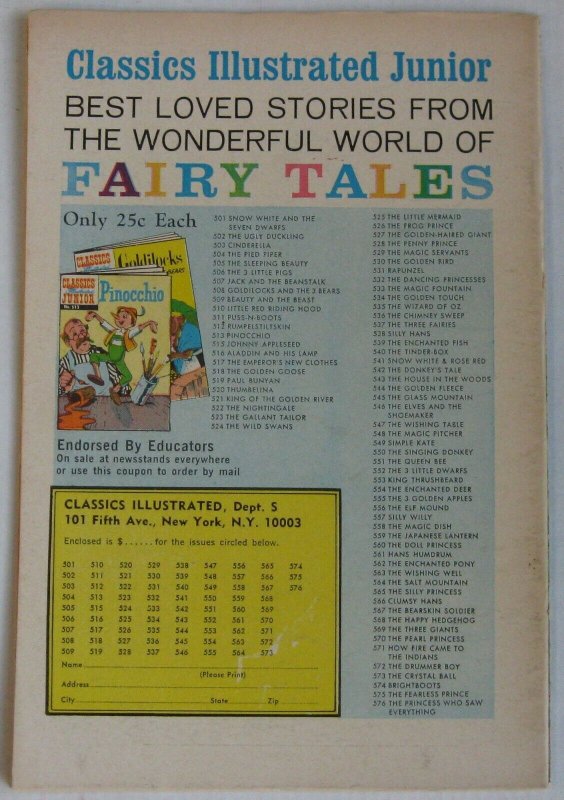 Classics Illustrated Junior
BEST LOVED STORIES FROM
THE WONDERFUL WORLD OF
FAIRY TALES
Only 25c Each
CLASSICS
Goldilocks
BEARS
CLASSICS
JUNIOR
No. 513
Pinocchio
Endorsed By Educators
On sale at newsstands everywhere
or use this coupon to order by mail
501 SNOW WHITE AND THE
SEVEN DWARFS
502 THE UGLY DUCKLING
503 CINDERELLA
504 THE PIED PIPER
505 THE SLEEPING BEAUTY
506 THE 3 LITTLE PIGS
507 JACK AND THE BEANSTALK
508 GOLDILOCKS AND THE 3 BEARS
509 BEAUTY AND THE BEAST
510 LITTLE RED RIDING HOOD
511 PUSS-N-BOOTS
512 RUMPELSTILTSKIN
513 PINOCCHIO
515 JOHNNY APPLESEED
516 ALADDIN AND HIS LAMP
517 THE EMPEROR'S NEW CLOTHES
518 THE GOLDEN GOOSE
519 PAUL BUNYAN
520 THUMBELINA
521 KING OF THE GOLDEN RIVER
522 THE NIGHTINGALE
523 THE GALLANT TAILOR
524 THE WILD SWANS
525 THE LITTLE MERMAID
526 THE FROG PRINCE
527 THE GOLDEN-HAIRED GIANT
528 THE PENNY PRINCE
529 THE MAGIC SERVANTS
530 THE GOLDEN BIRD
531 RAPUNZEL
532 THE DANCING PRINCESSES
533 THE MAGIC FOUNTAIN
534 THE GOLDEN TOUCH
535 THE WIZARD OF OZ
536 THE CHIMNEY SWEEP
537 THE THREE FAIRIES
538 SILLY HANS
539 THE ENCHANTED FISH
540 THE TINDER-BOX
541 SNOW WHITE & ROSE RED
542 THE DONKEY'S TALE
543 THE HOUSE IN THE WOODS
544 THE GOLDEN FLEECE
545 THE GLASS MOUNTAIN
546 THE ELVES AND THE
SHOEMAKER
547 THE WISHING TABLE
548 THE MAGIC PITCHER
549 SIMPLE KATE
550 THE SINGING DONKEY
551 THE QUEEN BEE
552 THE 3 LITTLE DWARFS
553 KING THRUSHBEARD
554 THE ENCHANTED DEER
555 THE 3 GOLDEN APPLES
556 THE ELF MOUND
557 SILLY WILLY
558 THE MAGIC DISH
559 THE JAPANESE LANTERN
560 THE DOLL PRINCESS
561 HANS HUMDRUM
562 THE ENCHANTED PONY
563 THE WISHING WELL
564 THE SALT MOUNTAIN
565 THE SILLY PRINCESS
566 CLUMSY HANS
567 THE BEARSKIN SOLDIER
568 THE HAPPY HEDGEHOG
569 THE THREE GIANTS
570 THE PEARL PRINCESS
571 HOW FIRE CAME TO
THE INDIANS
572 THE DRUMMER BOY
573 THE CRYSTAL BALL
574 BRIGHTBOOTS
575 THE FEARLESS PRINCE
576 THE PRINCESS WHO SAW
EVERYTHING
CLASSICS ILLUSTRATED, Dept. S
101 Fifth Ave., New York, N.Y. 10003
Enclosed is $......for the issues circled below.
501 510 520 529 538 547 556 565 574
502 511 521 530 539 548 557 566 575
503 512 522 531 540 549 558 567 576
504 513 523 532 541 550 559 568
505 515 524 533 542 551 560 569
506 516 525 534 543 552 561 570
507 517 526 535 544 553 562 571
508 518 527 536 545 554 563 572
509 519 528 537 546 555 564 573
Name
(Please Print)
Address
City State Zip